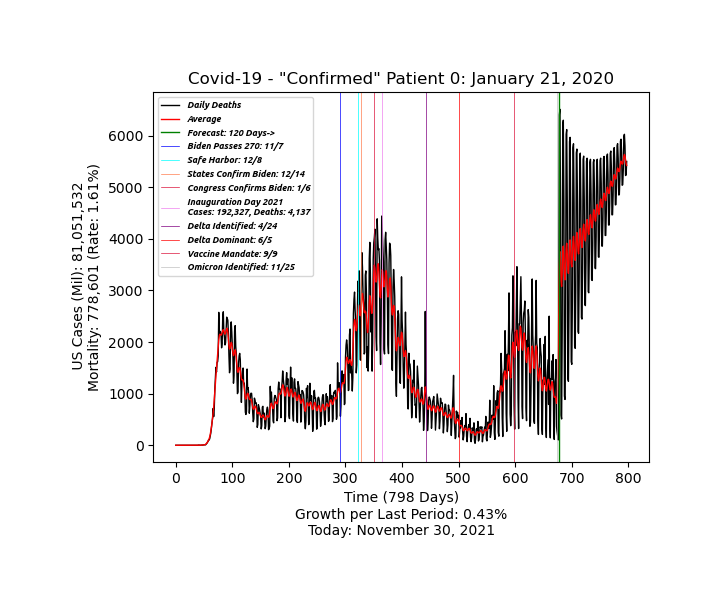 Covid-19 - "Confirmed" Patient 0: January 21, 2020
Daily Deaths
Average
Forecast: 120 Days->
Biden Passes 270: 11/7
Safe Harbor: 12/8
States Confirm Biden: 12/14
Congress Confirms Biden: 1/6
Inauguration Day 2021
Cases: 192,327, Deaths: 4,137
Delta Identified: 4/24
Delta Dominant: 6/5
Vaccine Mandate: 9/9
Omicron Identified: 11/25
US Cases (Mil): 81,051,532
Mortality: 778,601 (Rate: 1.61%)
6000
5000
4000
3000
2000
1000
0
0 100 200 300 400 500 600 700 800
Time (798 Days)
Growth per Last Period: 0.43%
Today: November 30, 2021